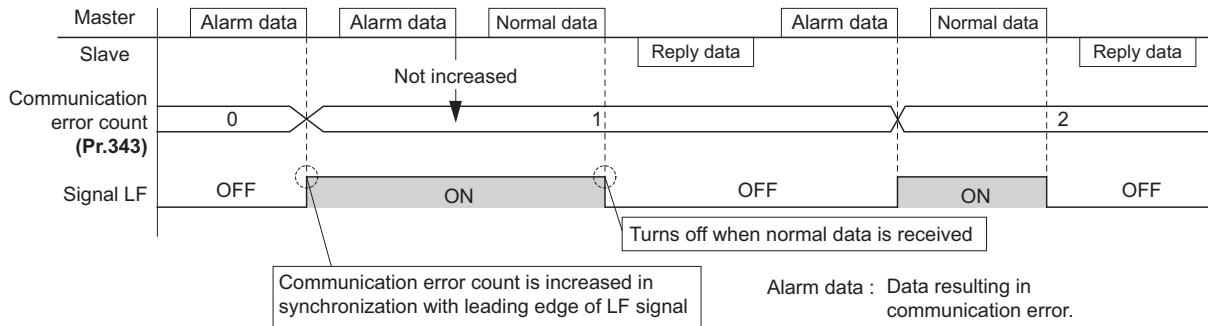 Master
Alarm data
Alarm data
Normal data
Alarm data
Normal data
Slave
Reply data
Reply data
Not increased
Communication
error count
(Pr.343)
0
1
2
Signal LF
OFF
ON
OFF
ON
OFF
Turns off when normal data is received
Communication error count is increased in
synchronization with leading edge of LF signal
Alarm data : Data resulting in
communication error.